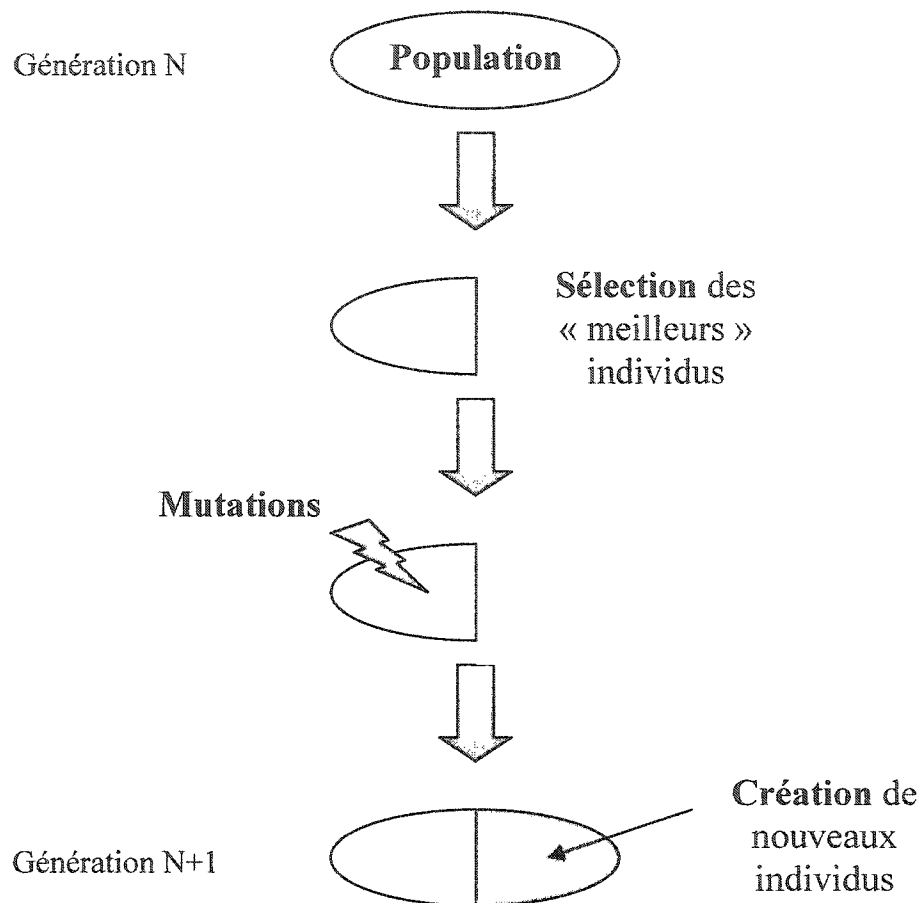 Génération N
Population
Sélection des
« meilleurs »
individus
Mutations
Création de
nouveaux
individus
Génération N+1